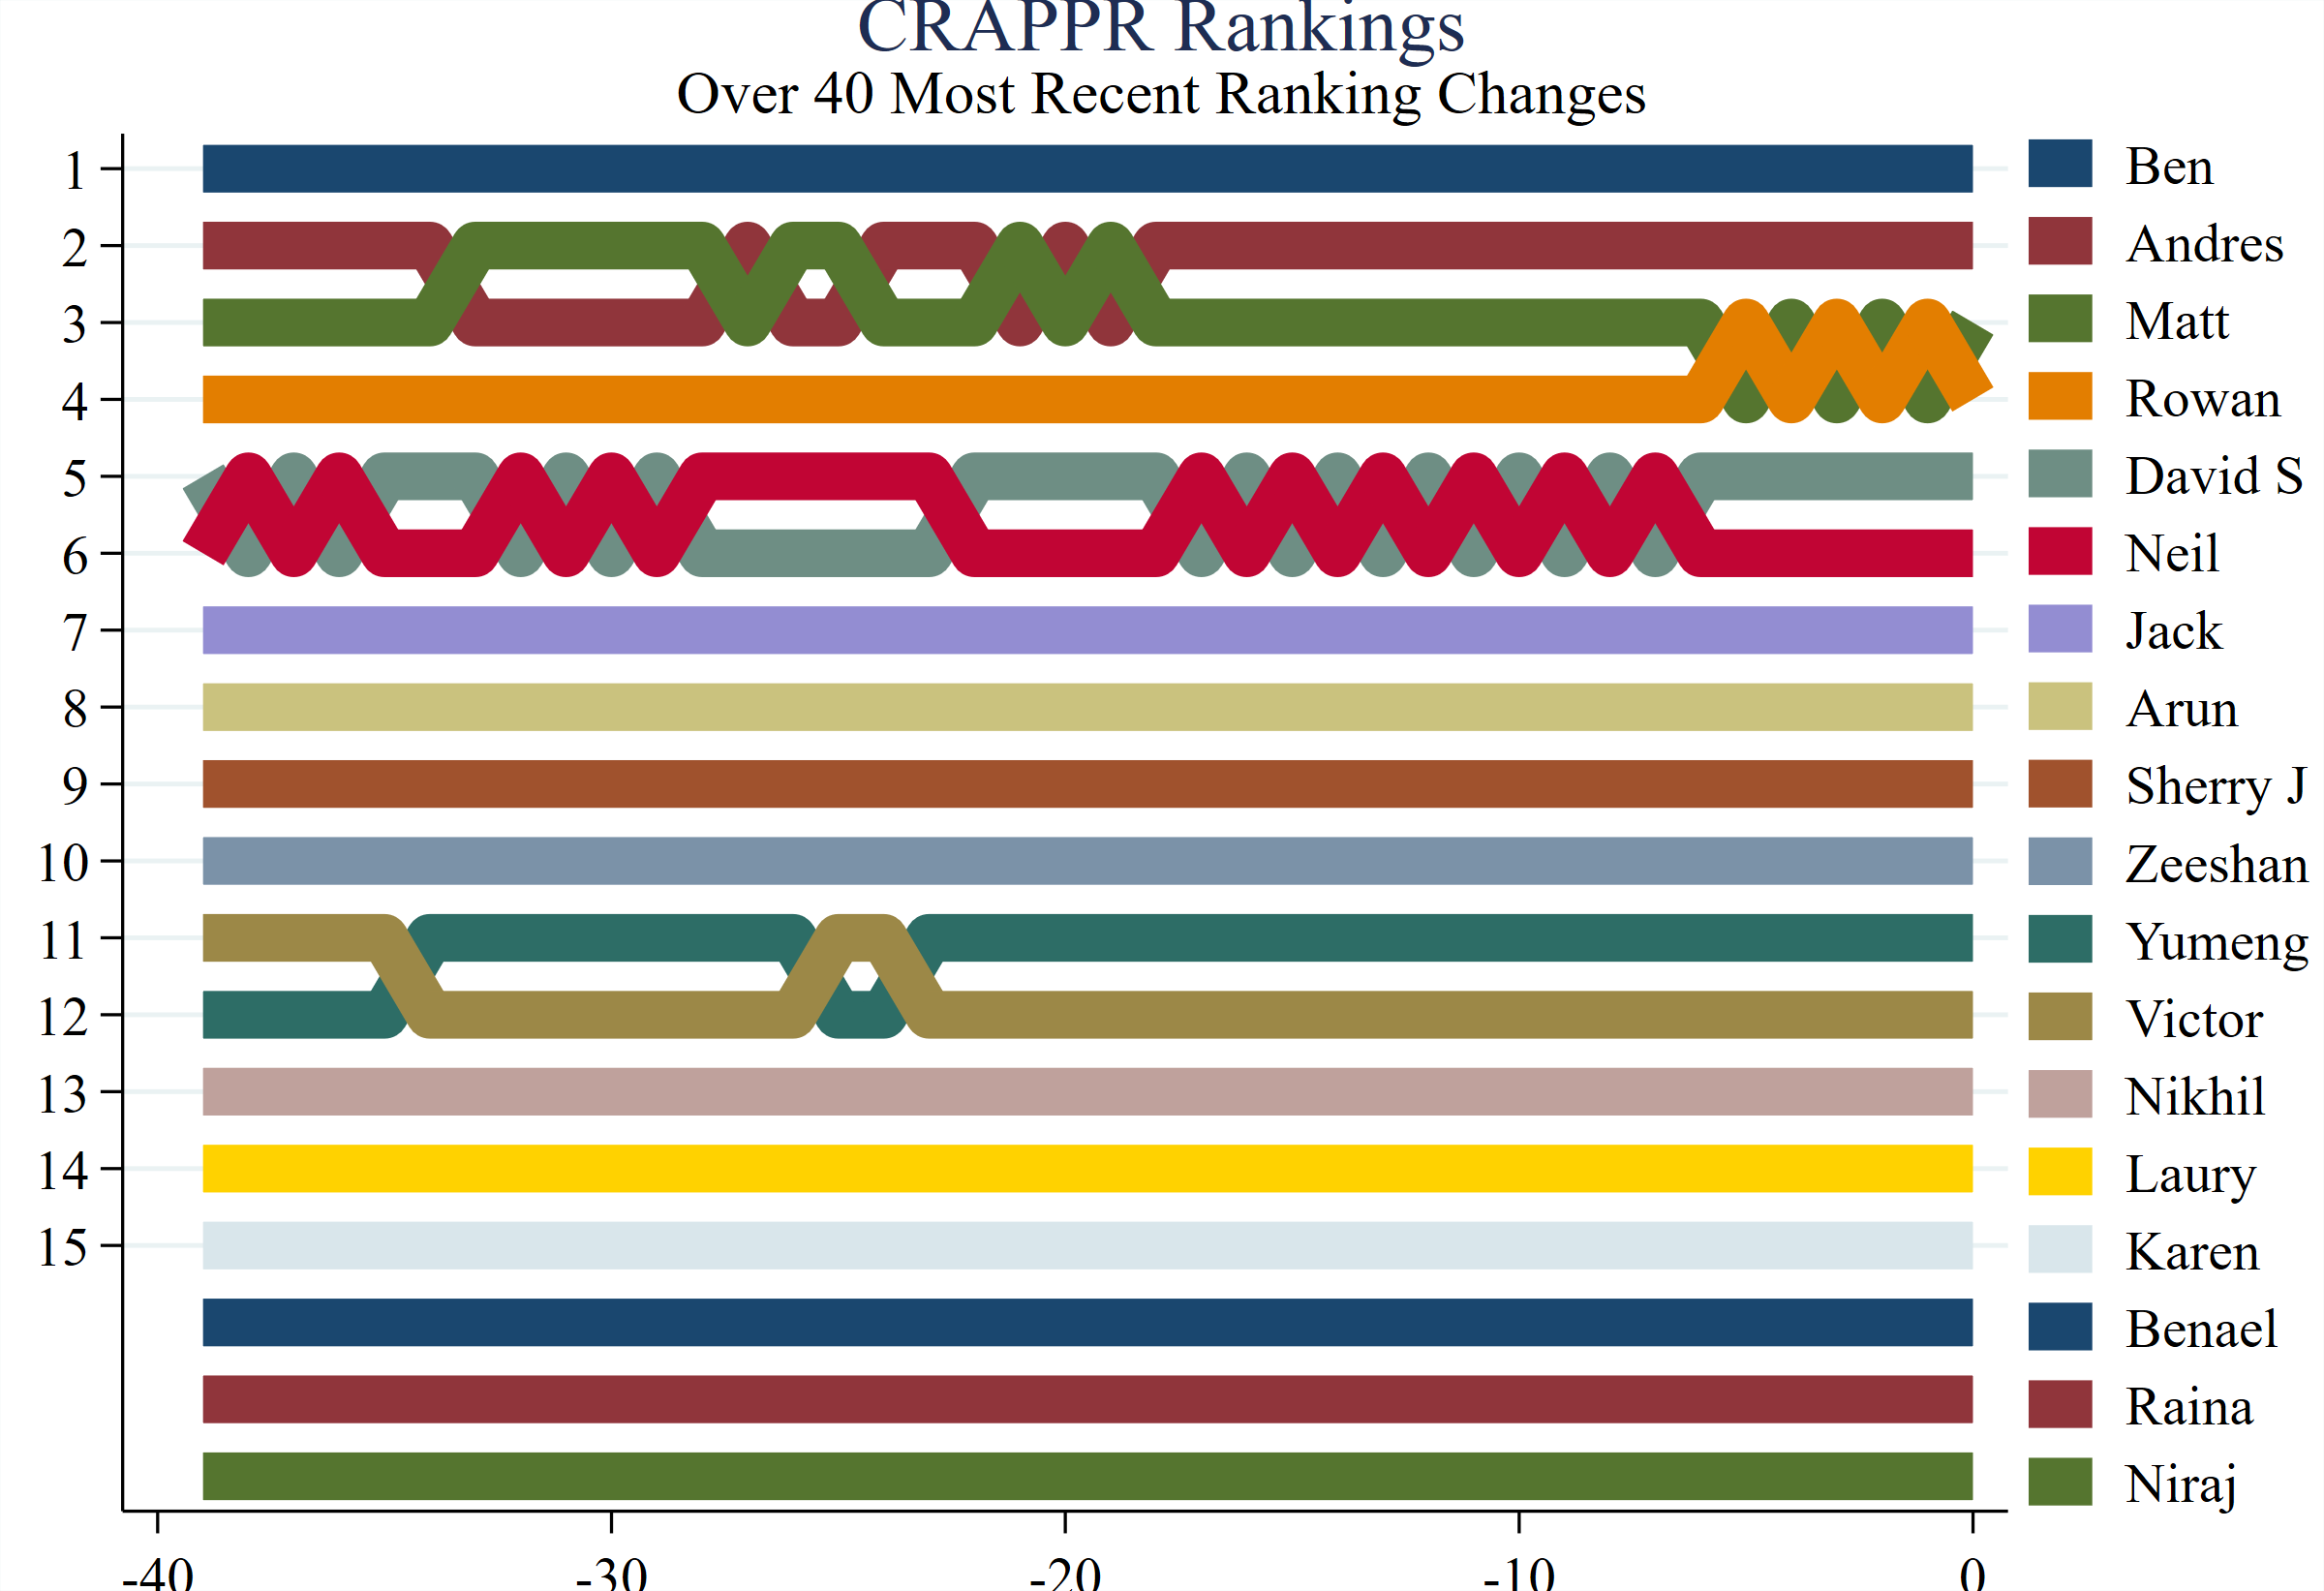 CRAPPR Rankings
Over 40 Most Recent Ranking Changes
1
2
3
4
5
6
7
8
9
10
11
12
13
14
15
Ben
Andres
Matt
Rowan
David S
Neil
Jack
Arun
Sherry J
Zeeshan
Yumeng
Victor
Nikhil
Laury
Karen
Benael
Raina
Niraj
-40 -30 -20 -10 0